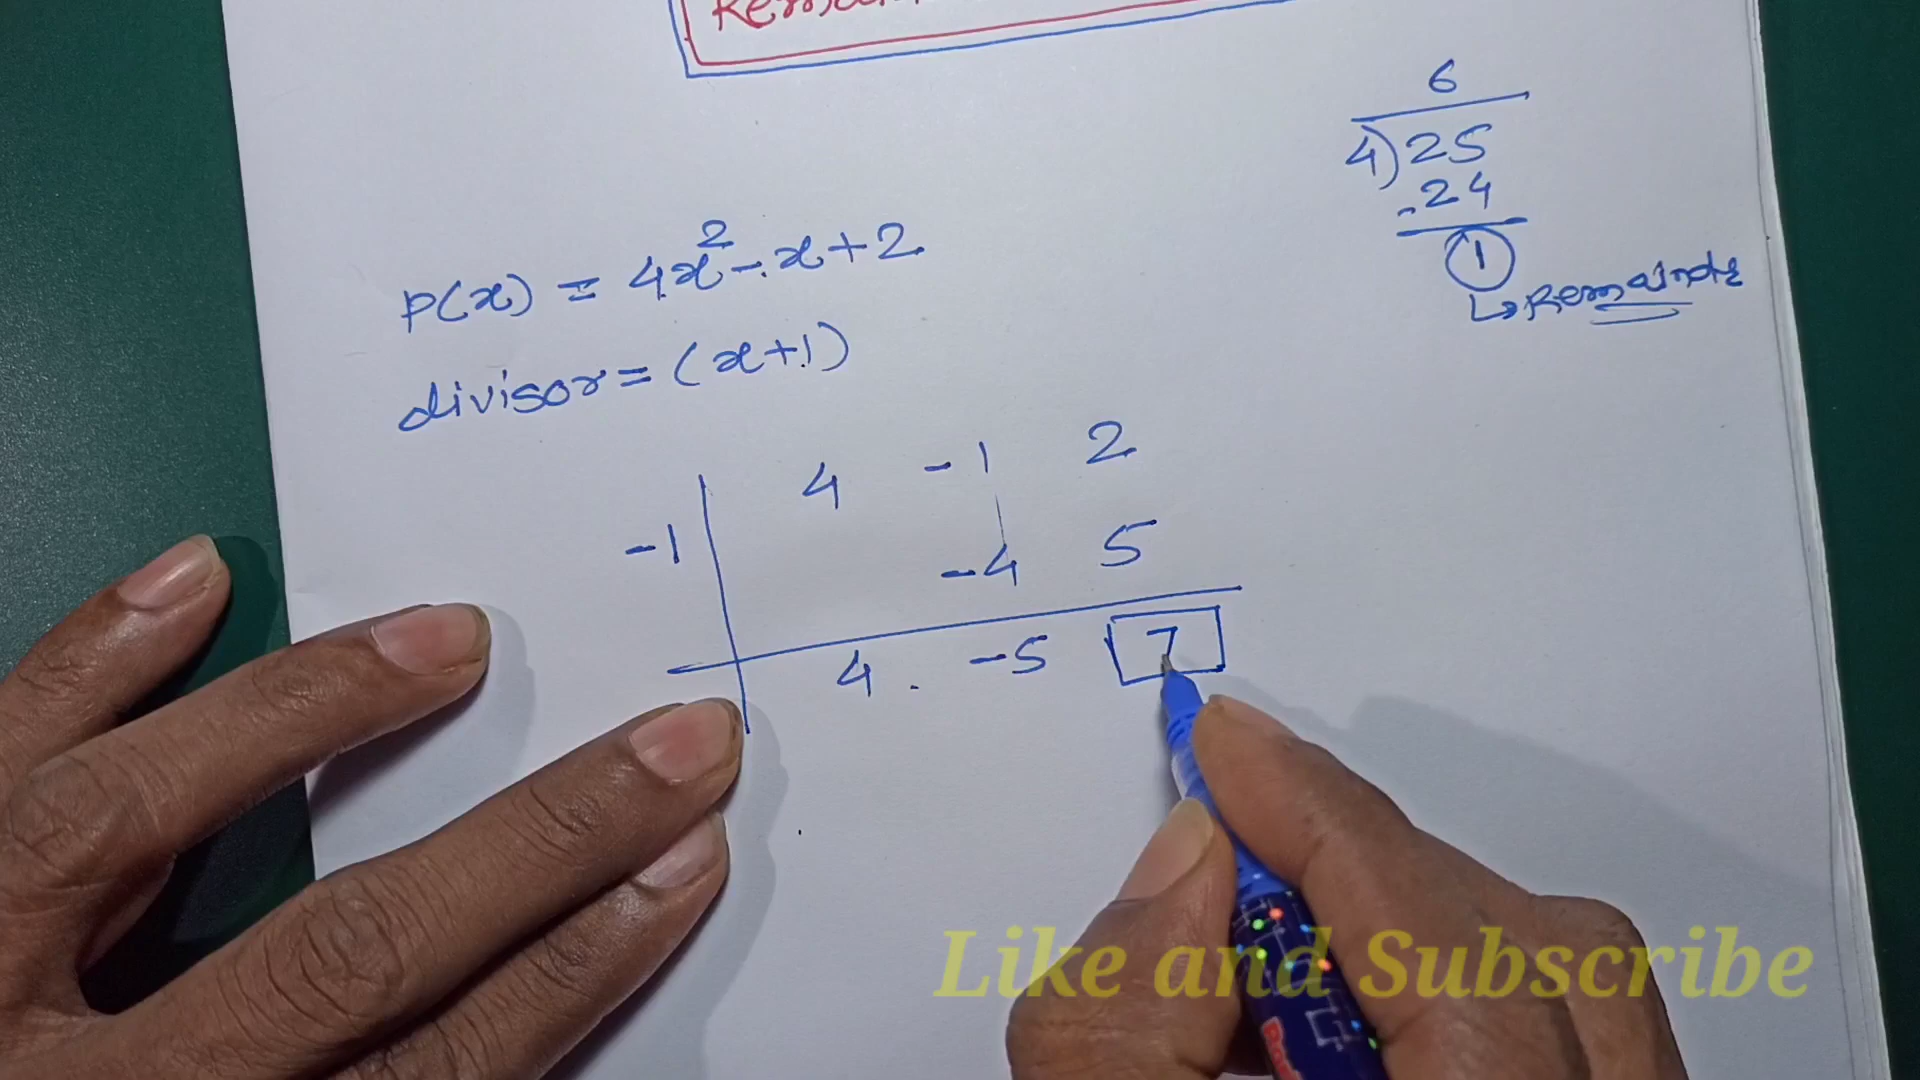 p(x) = 4x² - x + 2
divisor = (x+1)
4 -1 2
-1
-4 5
4 -5 7
6
4)25
-24
1
↳ Remainder
Like and Subscribe